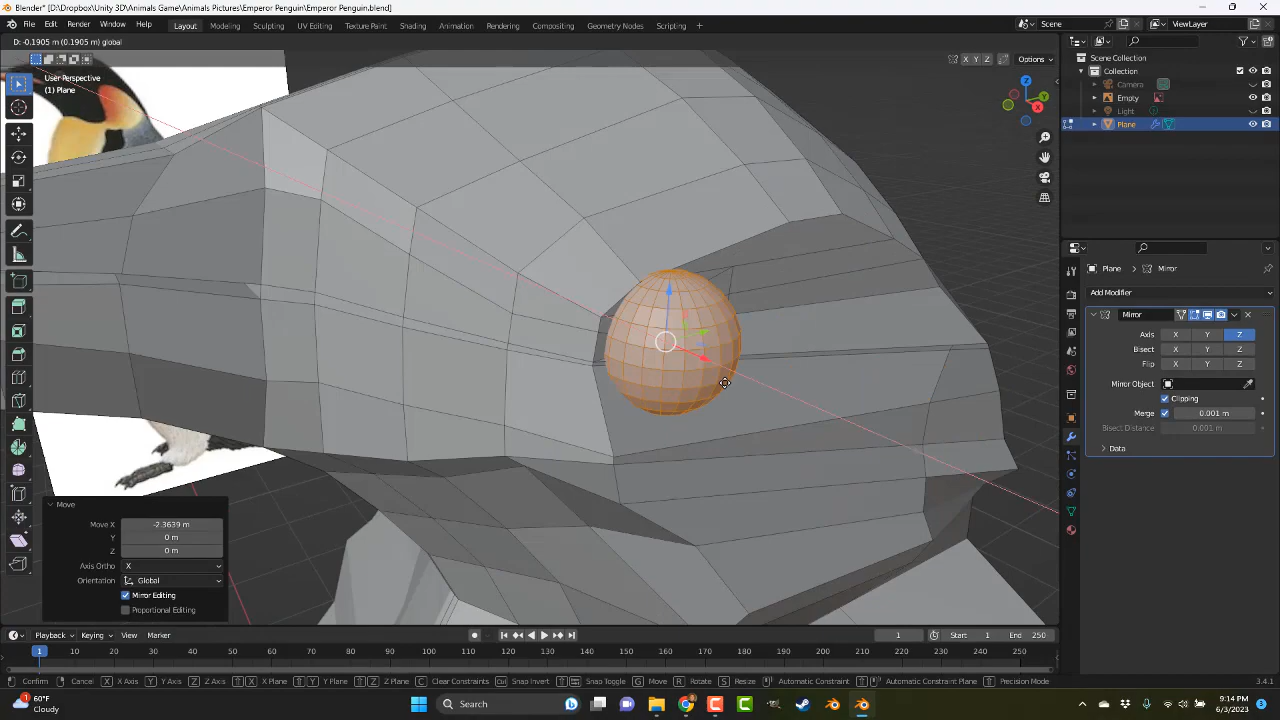 Blender* [D:\Dropbox\Unity 3D\Animals Game\Animals Pictures\Emperor Penguin\Emperor Penguin.blend]
File Edit Render Window Help Layout Modeling Sculpting UV Editing Texture Painting Shading Animation Rendering Compositing Geometry Nodes Scripting + Scene ViewLayer
D: -0.1905 m (0.1905 m) global
X Y Z Options
User Perspective
(1) Plane
Z
Y
X
Scene Collection
Collection
Camera
Empty
Light
Plane
Plane > Mirror
Add Modifier
Mirror
Axis X Y Z
Bisect X Y Z
Flip X Y Z
Mirror Object
Clipping
Merge 0.001 m
Bisect Distance 0.001 m
Data
Move
Move X -2.3639 m
Y 0 m
Z 0 m
Axis Ortho X
Orientation Global
Mirror Editing
Proportional Editing
Playback Keying View Marker 1 Start 1 End 250
1 10 20 30 40 50 60 70 80 90 100 110 120 130 140 150 160 170 180 190 200 210 220 230 240 250
Confirm Cancel X X Axis Y Y Axis Z Z Axis X X Plane Y Y Plane Z Z Plane C Clear Constraints Snap Invert Snap Toggle G Move R Rotate S Resize Automatic Constraint Automatic Constraint Plane Precision Mode 3.4.1
60°F
Cloudy
Search
9:14 PM
6/3/2023